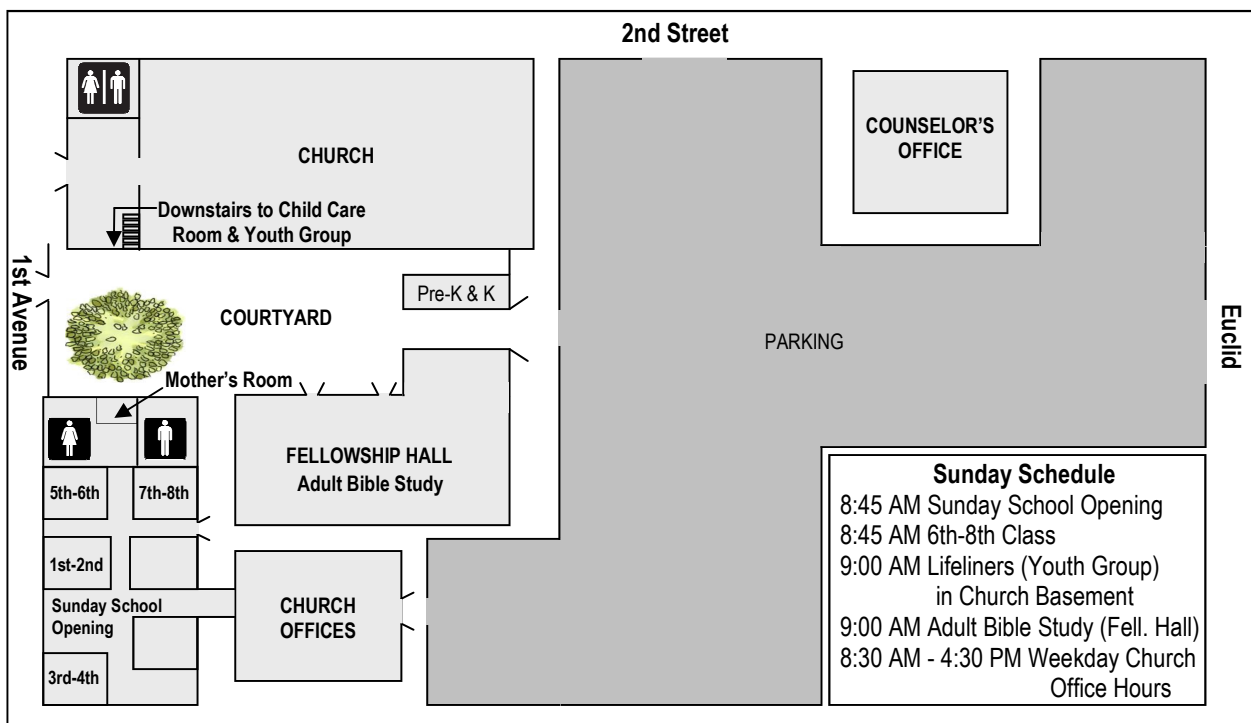 2nd Street
CHURCH
COUNSELOR'S
OFFICE
Downstairs to Child Care
Room & Youth Group
1st Avenue
Pre-K & K
COURTYARD
PARKING
Euclid
Mother's Room
FELLOWSHIP HALL
Adult Bible Study
5th-6th
7th-8th
1st-2nd
Sunday School
Opening
3rd-4th
CHURCH
OFFICES
Sunday Schedule
8:45 AM Sunday School Opening
8:45 AM 6th-8th Class
9:00 AM Lifeliners (Youth Group)
in Church Basement
9:00 AM Adult Bible Study (Fell. Hall)
8:30 AM - 4:30 PM Weekday Church
Office Hours